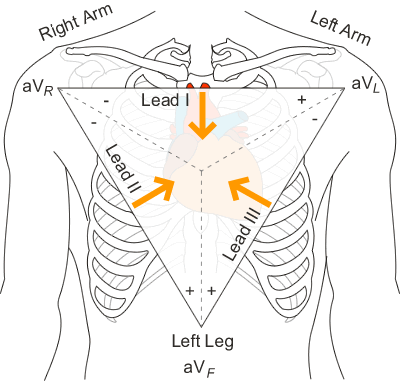 Right Arm
Left Arm
aVR
aVL
- Lead I +
- -
Lead II
Lead III
+ +
Left Leg
aVF